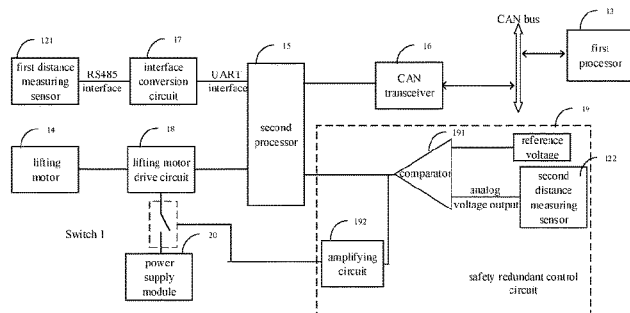 121
first distance
measuring
sensor
RS485
interface
17
interface
conversion
circuit
UART
interface
15
second
processor
16
CAN
transceiver
CAN bus
13
first
processor
14
lifting
motor
18
lifting motor
drive circuit
Switch 1
20
power
supply
module
19
191
comparator
reference
voltage
122
second
distance
measuring
sensor
analog
voltage output
192
amplifying
circuit
safety redundant control
circuit